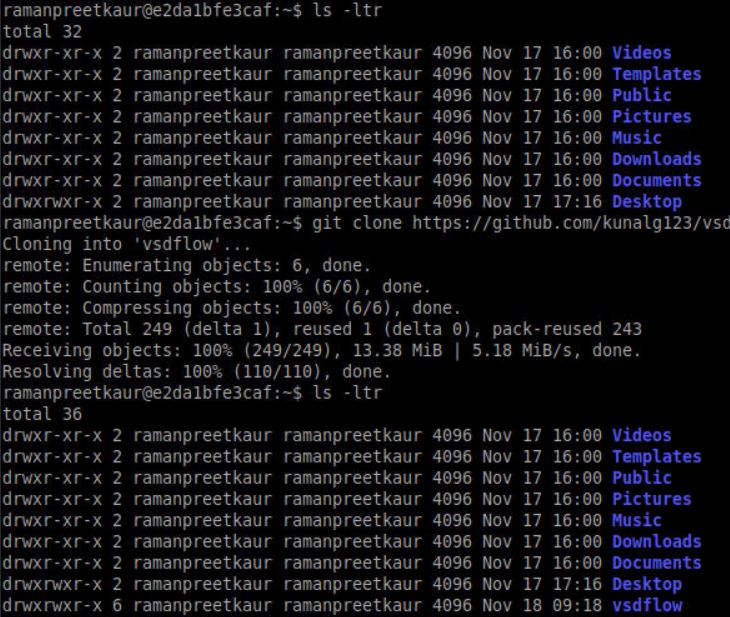 ramanpreetkaur@e2da1bfe3caf:~$ ls -ltr
total 32
drwxr-xr-x 2 ramanpreetkaur ramanpreetkaur 4096 Nov 17 16:00 Videos
drwxr-xr-x 2 ramanpreetkaur ramanpreetkaur 4096 Nov 17 16:00 Templates
drwxr-xr-x 2 ramanpreetkaur ramanpreetkaur 4096 Nov 17 16:00 Public
drwxr-xr-x 2 ramanpreetkaur ramanpreetkaur 4096 Nov 17 16:00 Pictures
drwxr-xr-x 2 ramanpreetkaur ramanpreetkaur 4096 Nov 17 16:00 Music
drwxr-xr-x 2 ramanpreetkaur ramanpreetkaur 4096 Nov 17 16:00 Downloads
drwxr-xr-x 2 ramanpreetkaur ramanpreetkaur 4096 Nov 17 16:00 Documents
drwxrwxr-x 2 ramanpreetkaur ramanpreetkaur 4096 Nov 17 17:16 Desktop
ramanpreetkaur@e2da1bfe3caf:~$ git clone https://github.com/kunalg123/vsd
Cloning into 'vsdflow'...
remote: Enumerating objects: 6, done.
remote: Counting objects: 100% (6/6), done.
remote: Compressing objects: 100% (6/6), done.
remote: Total 249 (delta 1), reused 1 (delta 0), pack-reused 243
Receiving objects: 100% (249/249), 13.38 MiB | 5.18 MiB/s, done.
Resolving deltas: 100% (110/110), done.
ramanpreetkaur@e2da1bfe3caf:~$ ls -ltr
total 36
drwxr-xr-x 2 ramanpreetkaur ramanpreetkaur 4096 Nov 17 16:00 Videos
drwxr-xr-x 2 ramanpreetkaur ramanpreetkaur 4096 Nov 17 16:00 Templates
drwxr-xr-x 2 ramanpreetkaur ramanpreetkaur 4096 Nov 17 16:00 Public
drwxr-xr-x 2 ramanpreetkaur ramanpreetkaur 4096 Nov 17 16:00 Pictures
drwxr-xr-x 2 ramanpreetkaur ramanpreetkaur 4096 Nov 17 16:00 Music
drwxr-xr-x 2 ramanpreetkaur ramanpreetkaur 4096 Nov 17 16:00 Downloads
drwxr-xr-x 2 ramanpreetkaur ramanpreetkaur 4096 Nov 17 16:00 Documents
drwxrwxr-x 2 ramanpreetkaur ramanpreetkaur 4096 Nov 17 17:16 Desktop
drwxrwxr-x 6 ramanpreetkaur ramanpreetkaur 4096 Nov 18 09:18 vsdflow